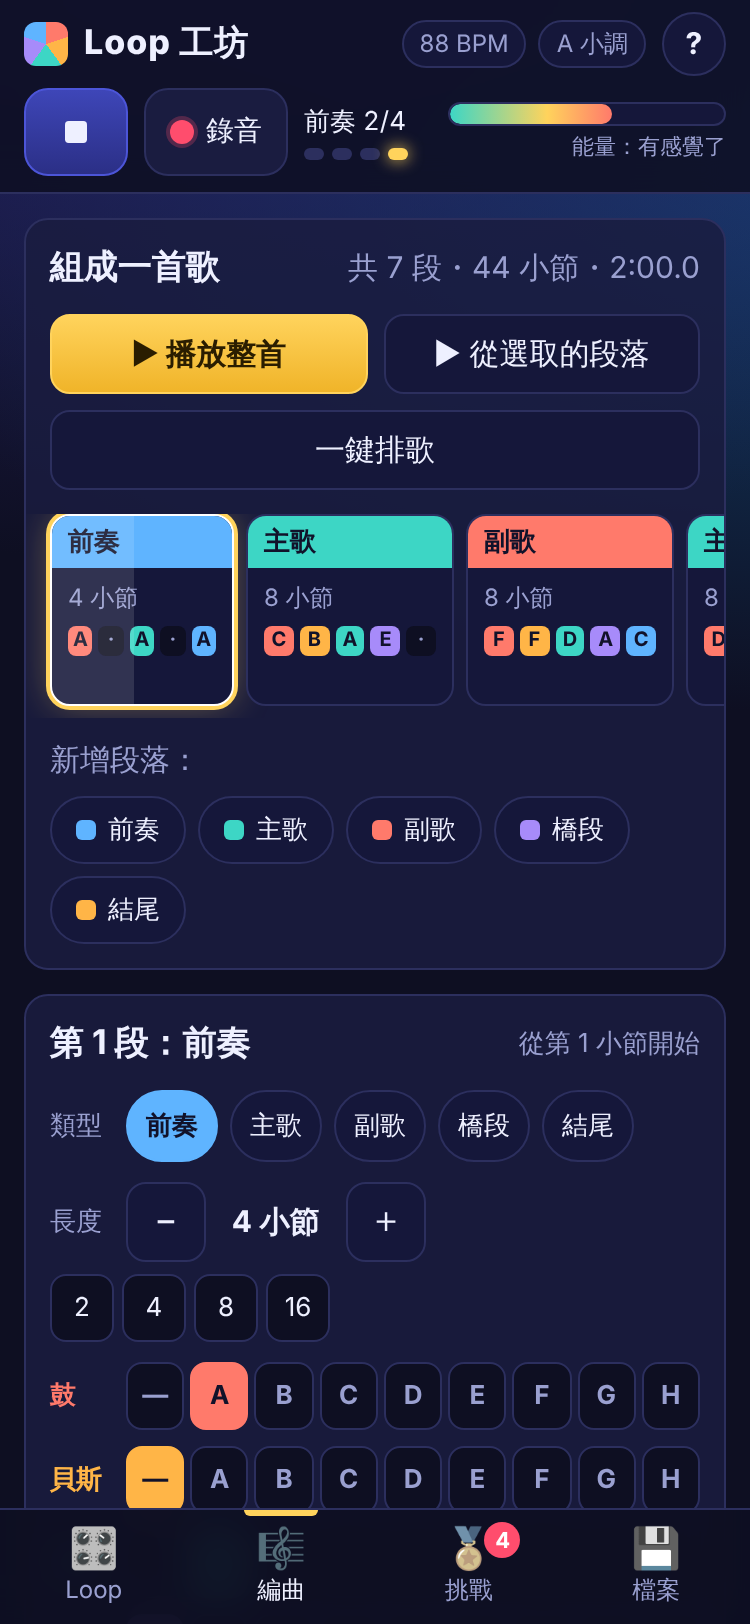 Loop 工坊
88 BPM
A 小調
?
錄音
前奏 2/4
能量：有感覺了
組成一首歌
共 7 段・44 小節・2:00.0
▶ 播放整首
▶ 從選取的段落
一鍵排歌
前奏
4 小節
A · A · A
主歌
8 小節
C B A E ·
副歌
8 小節
F F D A C
主
8
D
新增段落：
前奏
主歌
副歌
橋段
結尾
第 1 段：前奏
從第 1 小節開始
類型 前奏 主歌 副歌 橋段 結尾
長度 − 4 小節 +
2 4 8 16
鼓 — A B C D E F G H
貝斯 — A B C D E F G H
Loop
編曲
4
挑戰
檔案